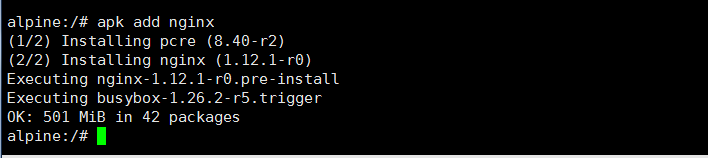 alpine:/# apk add nginx
(1/2) Installing pcre (8.40-r2)
(2/2) Installing nginx (1.12.1-r0)
Executing nginx-1.12.1-r0.pre-install
Executing busybox-1.26.2-r5.trigger
OK: 501 MiB in 42 packages
alpine:/#